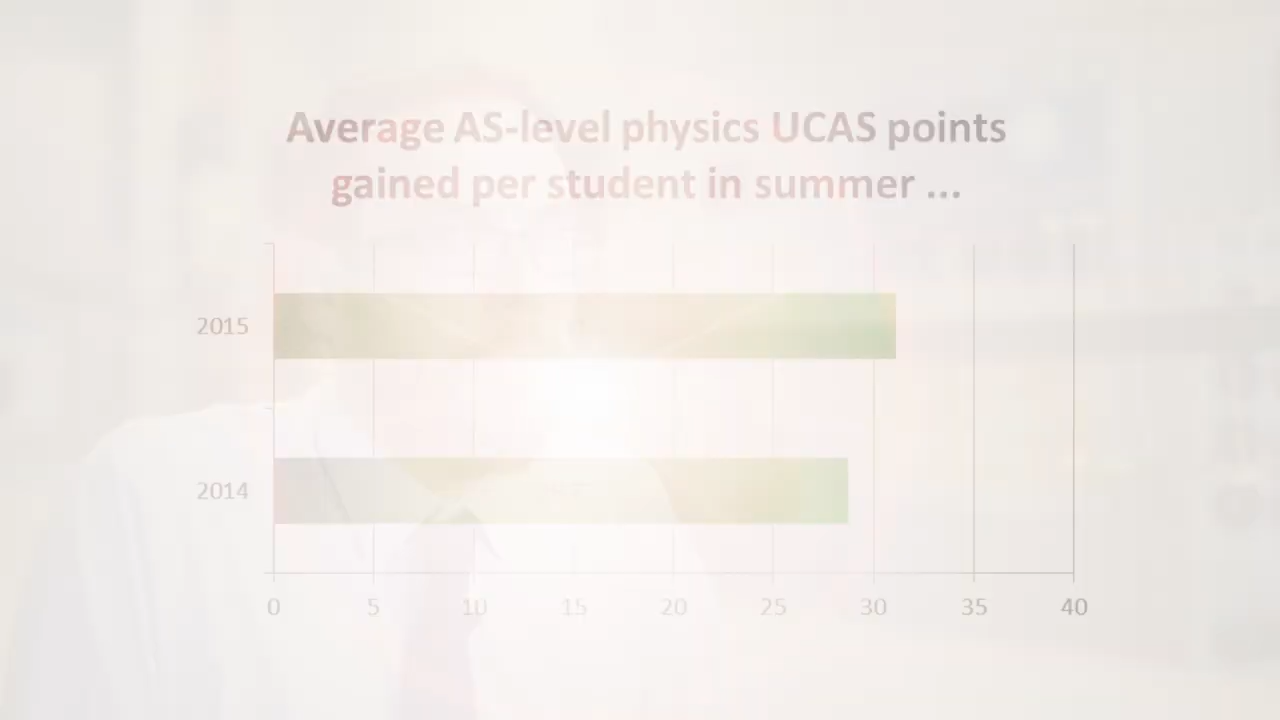 Average AS-level physics UCAS points
gained per student in summer ...
2015
2014
0 5 10 15 20 25 30 35 40